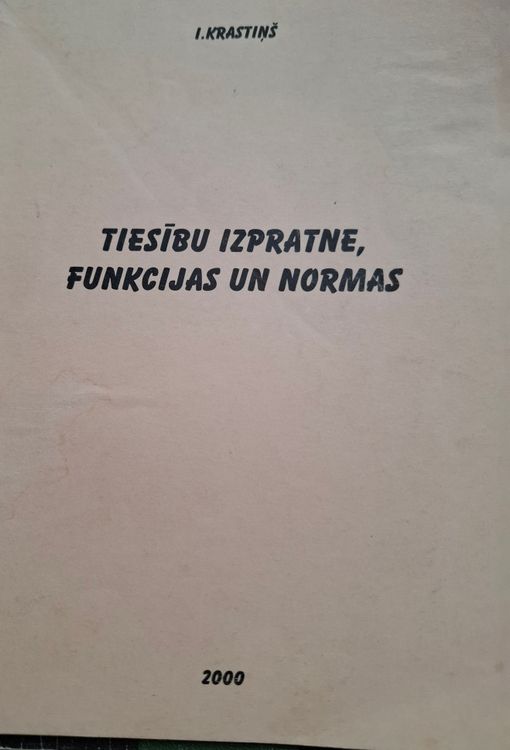 I.KRASTIŅŠ
TIESĪBU IZPRATNE,
FUNKCIJAS UN NORMAS
2000